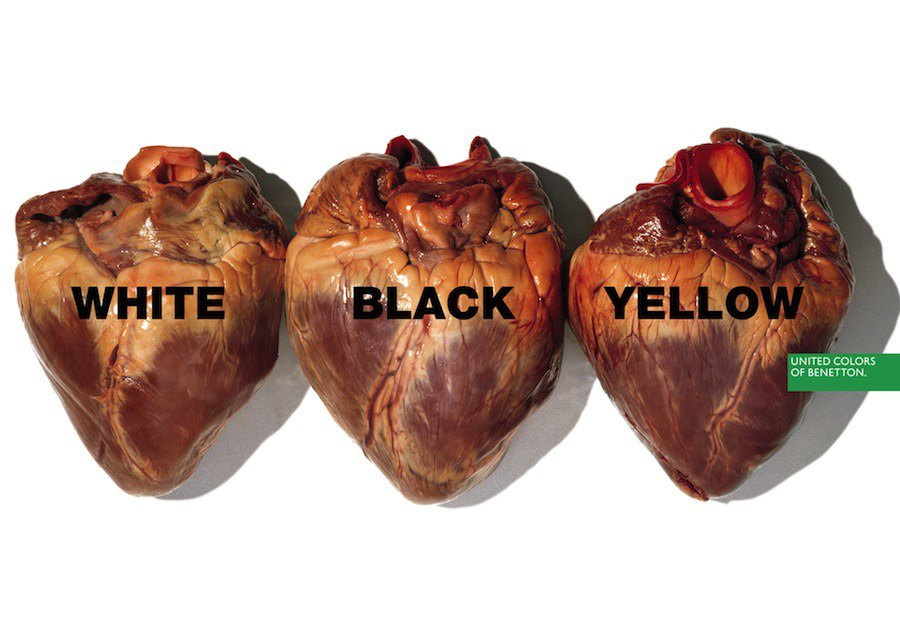 WHITE
BLACK
YELLOW
UNITED COLORS
OF BENETTON.